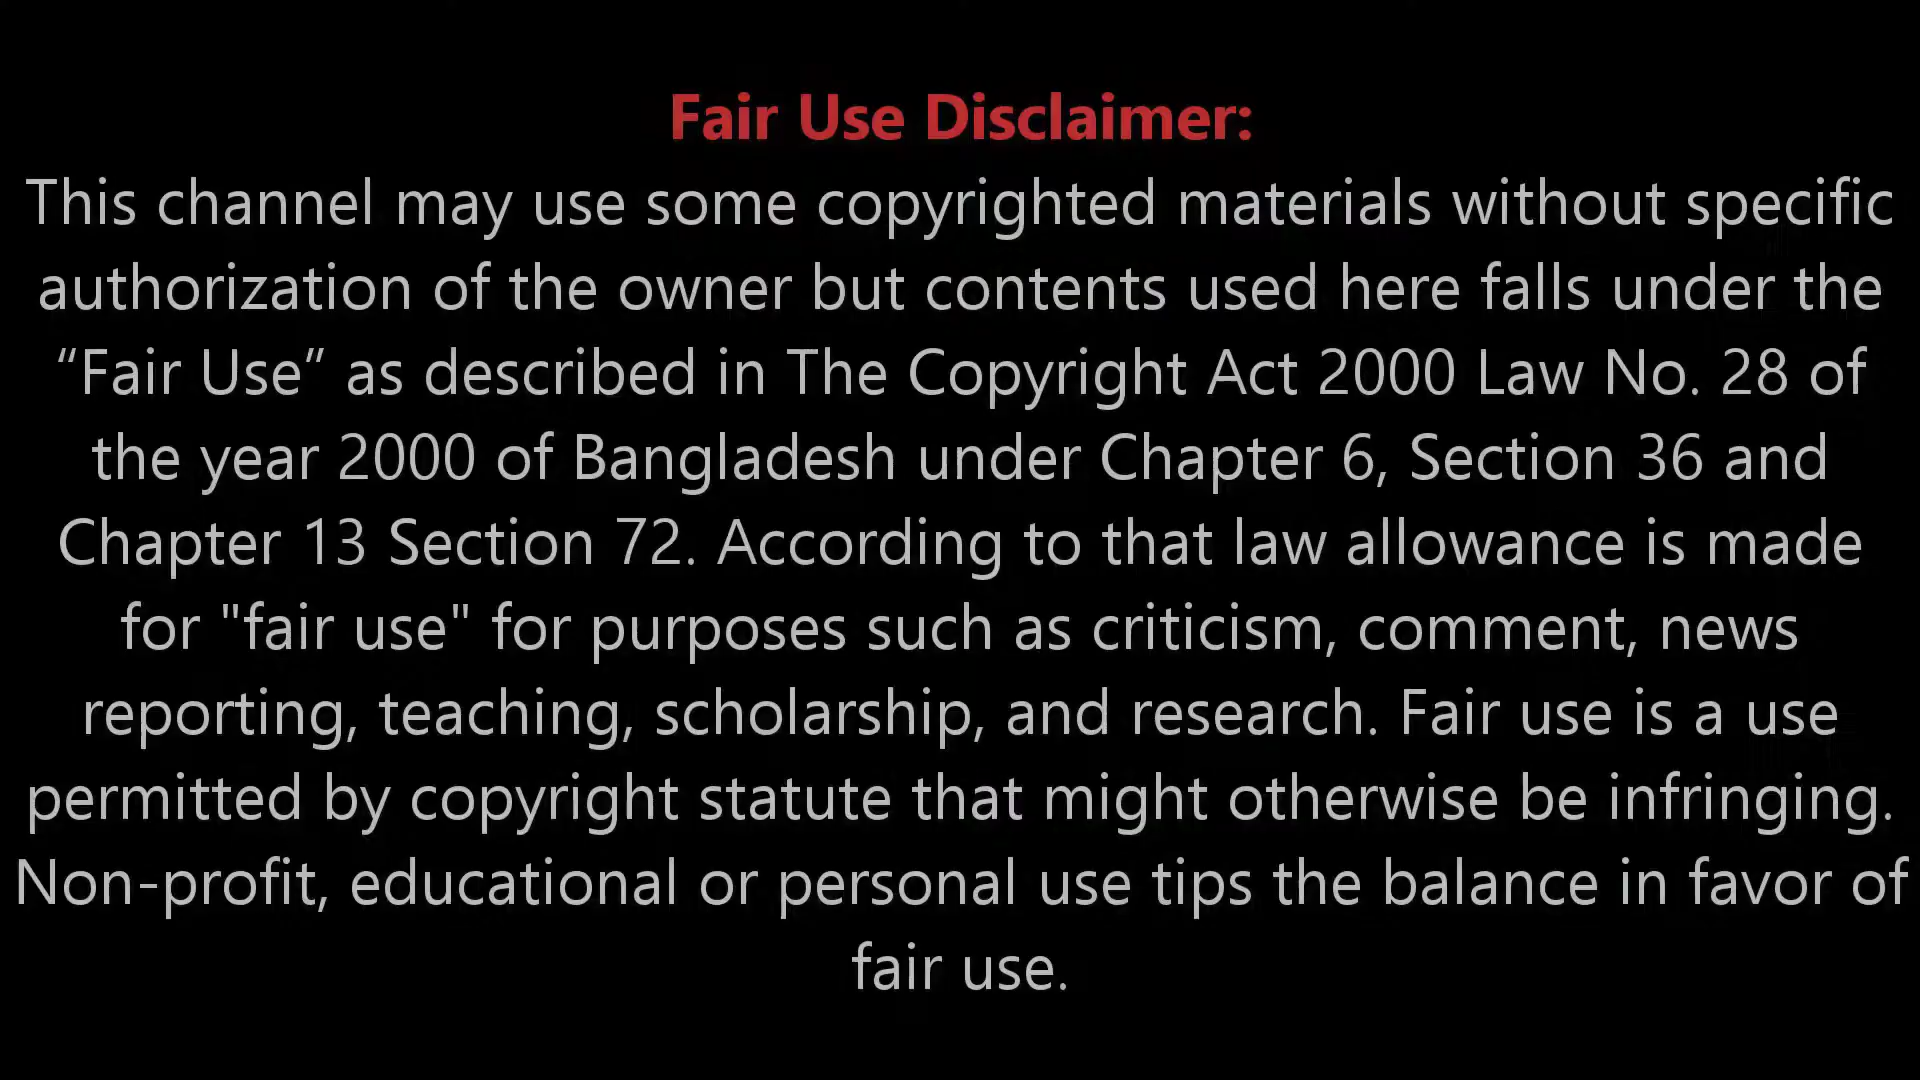 Fair Use Disclaimer:
This channel may use some copyrighted materials without specific
authorization of the owner but contents used here falls under the
“Fair Use” as described in The Copyright Act 2000 Law No. 28 of
the year 2000 of Bangladesh under Chapter 6, Section 36 and
Chapter 13 Section 72. According to that law allowance is made
for "fair use" for purposes such as criticism, comment, news
reporting, teaching, scholarship, and research. Fair use is a use
permitted by copyright statute that might otherwise be infringing.
Non-profit, educational or personal use tips the balance in favor of
fair use.